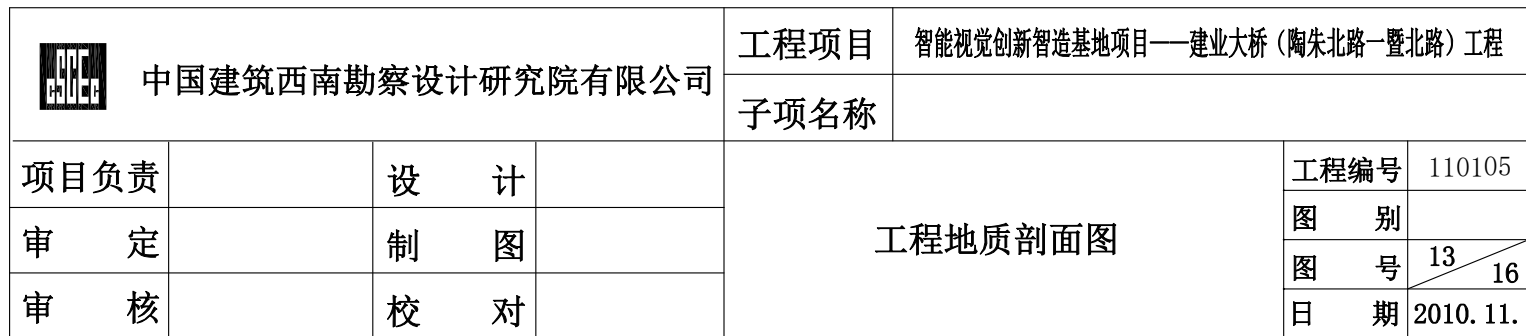 CSCEC
中国建筑西南勘察设计研究院有限公司
工程项目
智能视觉创新智造基地项目——建业大桥（陶朱北路一暨北路）工程
子项名称
项目负责
设 计
工程地质剖面图
工程编号 110105
图 别
审 定
制 图
图 号 13/16
审 核
校 对
日 期 2010.11.